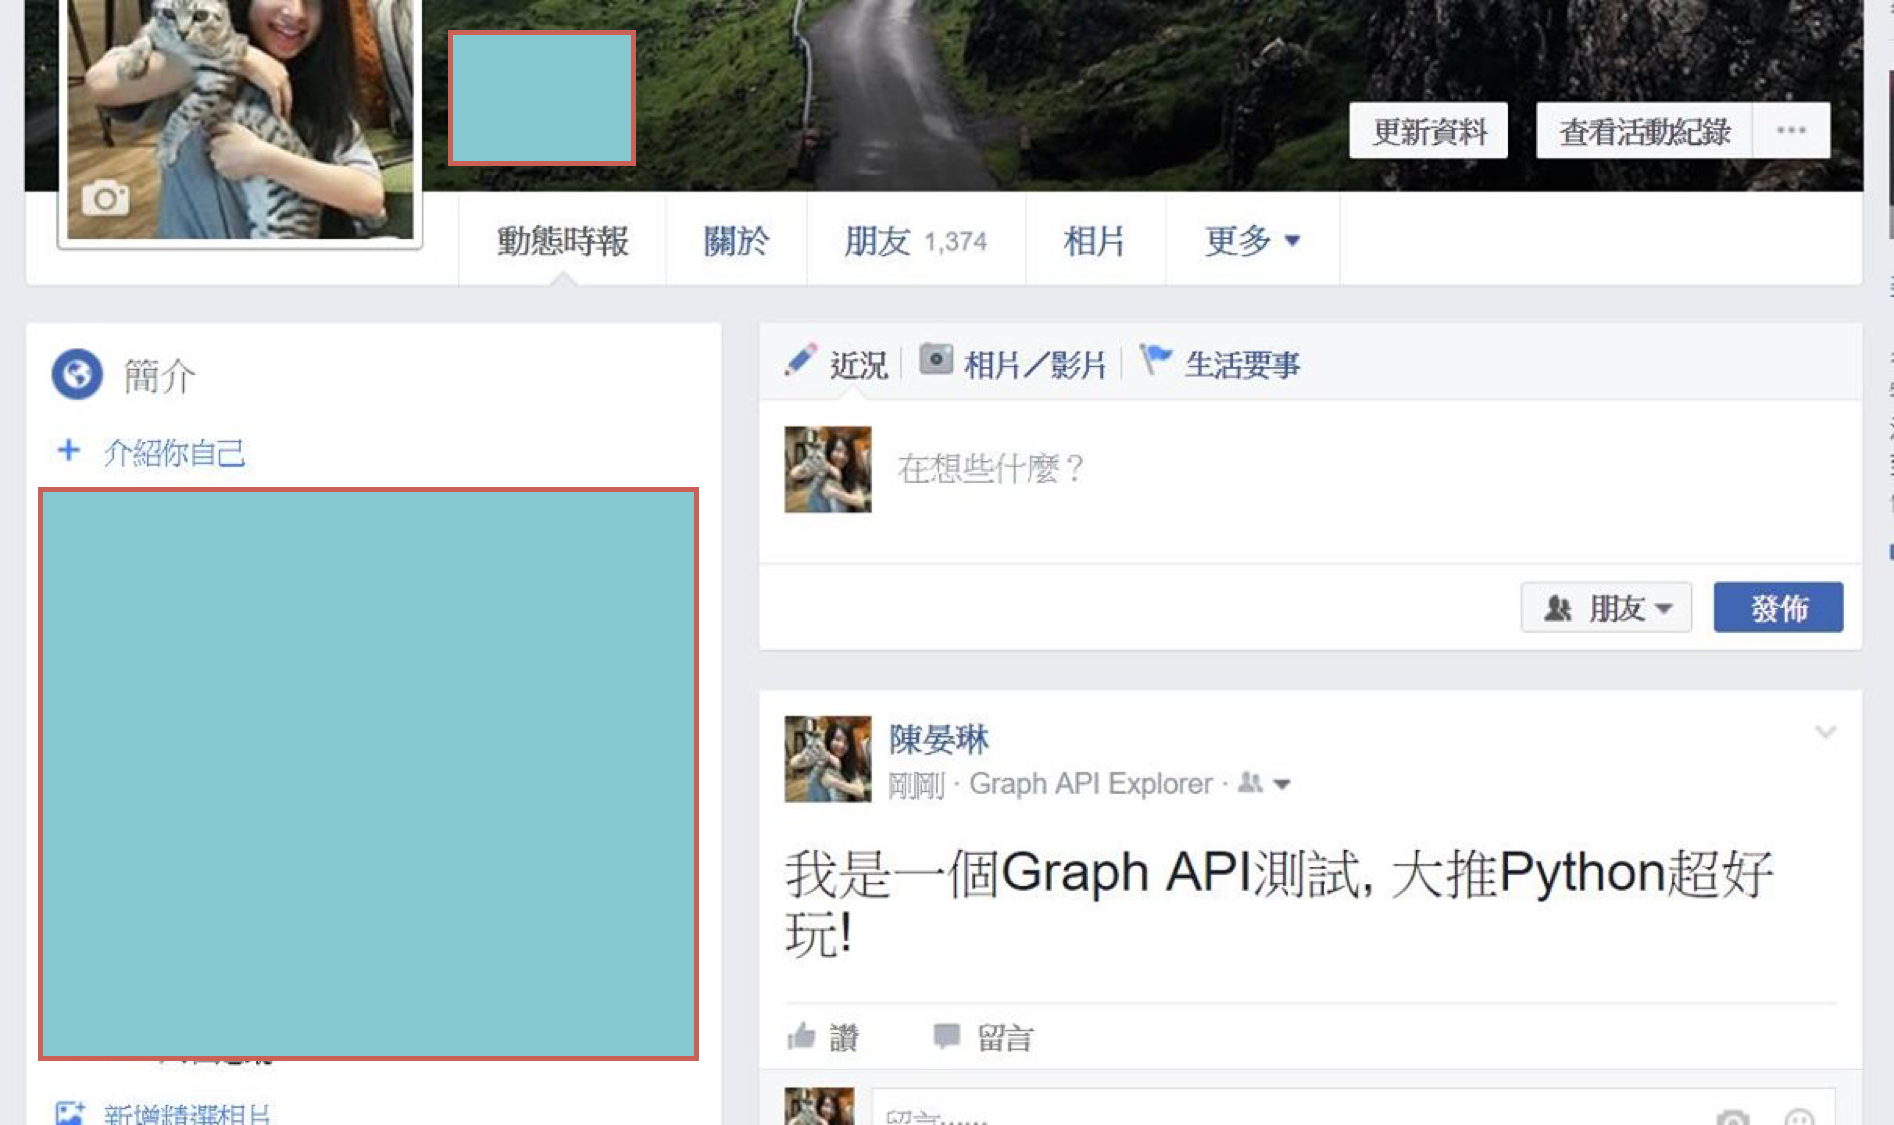 更新資料
查看活動紀錄
動態時報
關於
朋友 1,374
相片
更多
簡介
介紹你自己
新增精選相片
近況
相片／影片
生活要事
在想些什麼？
朋友
發佈
陳晏琳
剛剛 · Graph API Explorer ·
我是一個Graph API測試, 大推Python超好
玩!
讚
留言
留言......